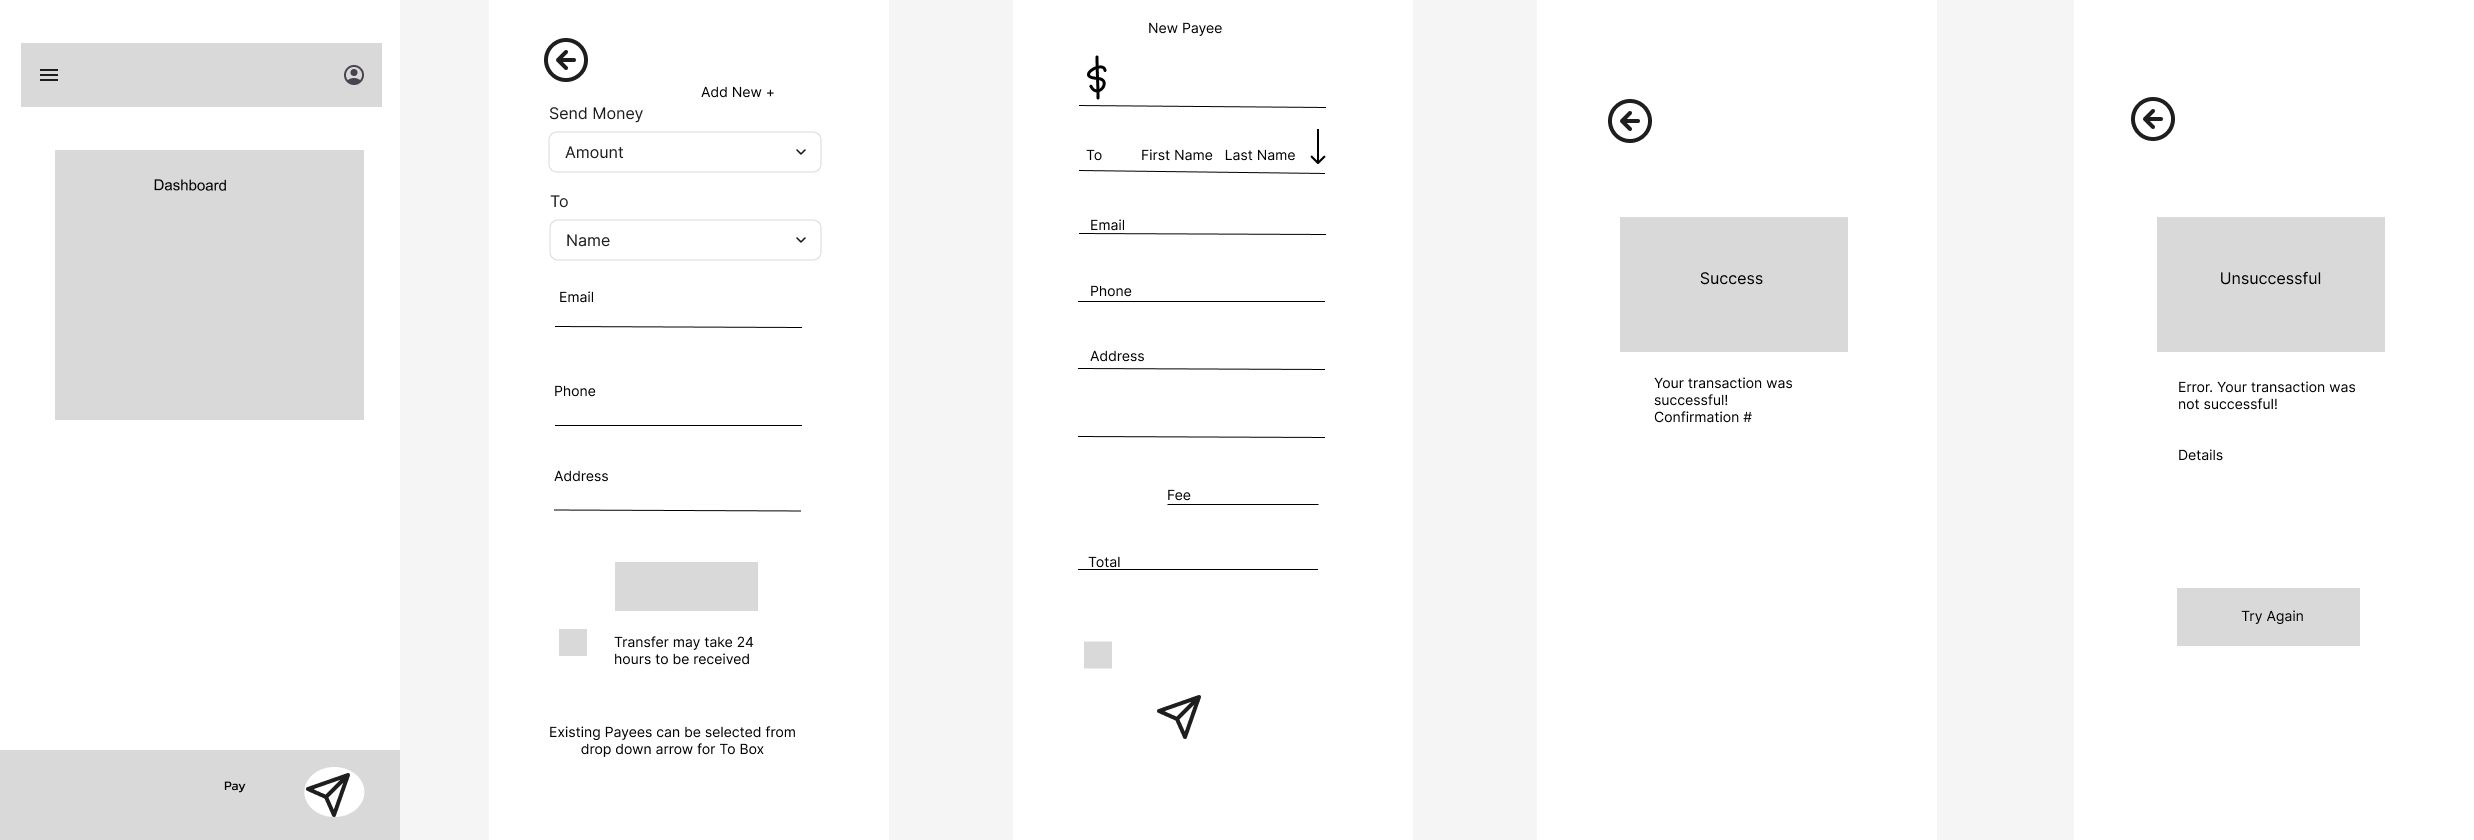 Dashboard
Pay
Add New +
Send Money
Amount
To
Name
Email
Phone
Address
Transfer may take 24
hours to be received
Existing Payees can be selected from
drop down arrow for To Box
New Payee
$
To First Name Last Name
Email
Phone
Address
Fee
Total
Success
Your transaction was
successful!
Confirmation #
Unsuccessful
Error. Your transaction was
not successful!
Details
Try Again